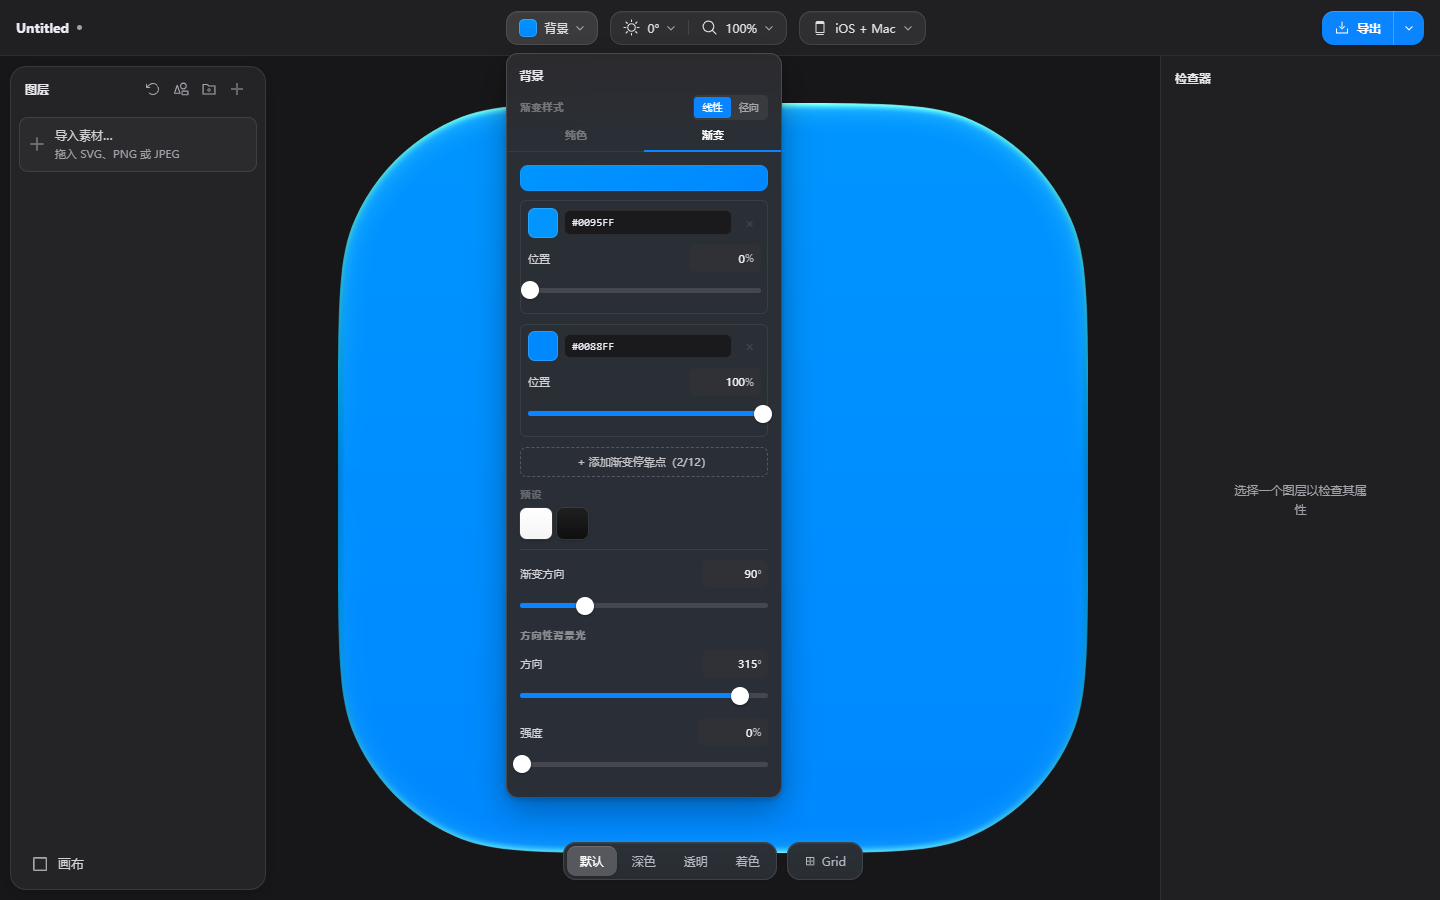 Untitled
背景
0°
100%
iOS + Mac
导出
图层
导入素材...
拖入 SVG、PNG 或 JPEG
画布
背景
渐变样式
线性
径向
纯色
渐变
#0095FF
×
位置
0%
#0088FF
×
位置
100%
+ 添加渐变停靠点（2/12）
预设
渐变方向
90°
方向性背景光
方向
315°
强度
0%
默认
深色
透明
着色
Grid
检查器
选择一个图层以检查其属
性